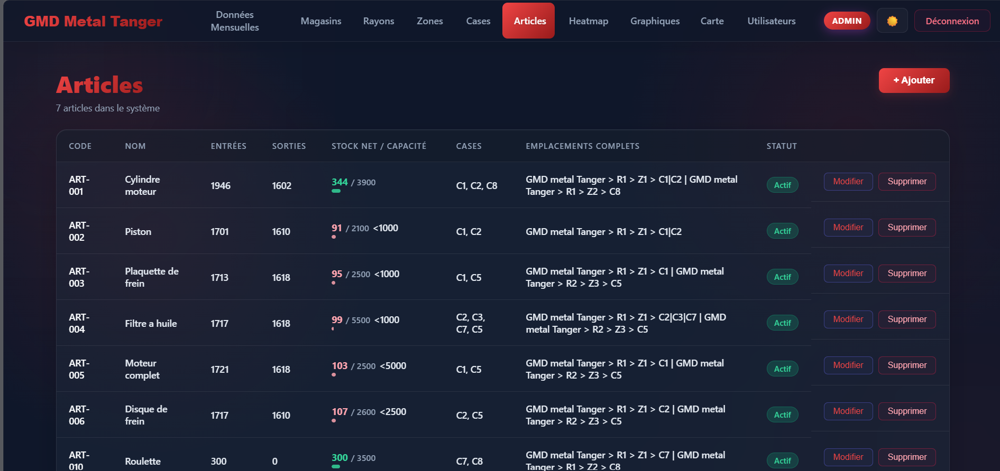 GMD Metal Tanger
Données
Mensuelles
Magasins
Rayons
Zones
Cases
Articles
Heatmap
Graphiques
Carte
Utilisateurs
ADMIN
Déconnexion
Articles
7 articles dans le système
+ Ajouter
CODE NOM ENTRÉES SORTIES STOCK NET / CAPACITÉ CASES EMPLACEMENTS COMPLETS STATUT
ART-
001
Cylindre
moteur
1946
1602
344 / 3900
C1, C2, C8
GMD metal Tanger > R1 > Z1 > C1|C2 | GMD metal
Tanger > R1 > Z2 > C8
Actif
Modifier
Supprimer
ART-
002
Piston
1701
1610
91 / 2100 <1000
C1, C2
GMD metal Tanger > R1 > Z1 > C1|C2
Actif
Modifier
Supprimer
ART-
003
Plaquette de
frein
1713
1618
95 / 2500 <1000
C1, C5
GMD metal Tanger > R1 > Z1 > C1 | GMD metal
Tanger > R2 > Z3 > C5
Actif
Modifier
Supprimer
ART-
004
Filtre a huile
1717
1618
99 / 5500 <1000
C2, C3,
C7, C5
GMD metal Tanger > R1 > Z1 > C2|C3|C7 | GMD
metal Tanger > R2 > Z3 > C5
Actif
Modifier
Supprimer
ART-
005
Moteur
complet
1721
1618
103 / 2500 <5000
C1, C5
GMD metal Tanger > R1 > Z1 > C1 | GMD metal
Tanger > R2 > Z3 > C5
Actif
Modifier
Supprimer
ART-
006
Disque de
frein
1717
1610
107 / 2600 <2500
C2, C5
GMD metal Tanger > R1 > Z1 > C2 | GMD metal
Tanger > R2 > Z3 > C5
Actif
Modifier
Supprimer
ART-
010
Roulette
300
0
300 / 3500
C7, C8
GMD metal Tanger > R1 > Z1 > C7 | GMD metal
Tanger > R1 > Z2 > C8
Actif
Modifier
Supprimer